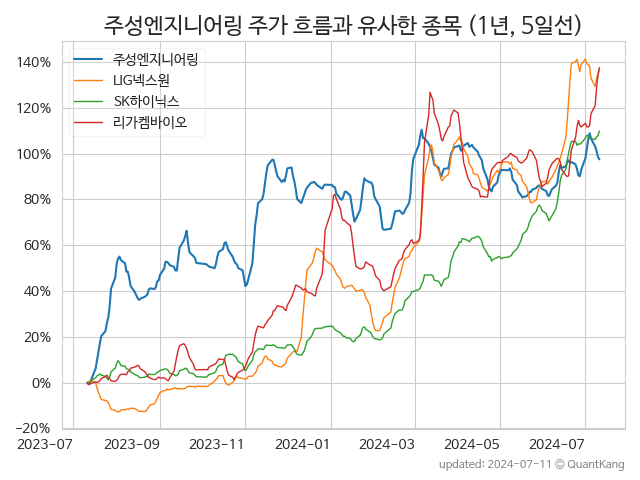 주성엔지니어링 주가 흐름과 유사한 종목 (1년, 5일선)
주성엔지니어링
LIG넥스원
SK하이닉스
리가켐바이오
140%
120%
100%
80%
60%
40%
20%
0%
−20%
2023-07 2023-09 2023-11 2024-01 2024-03 2024-05 2024-07
updated: 2024-07-11 © QuantKang